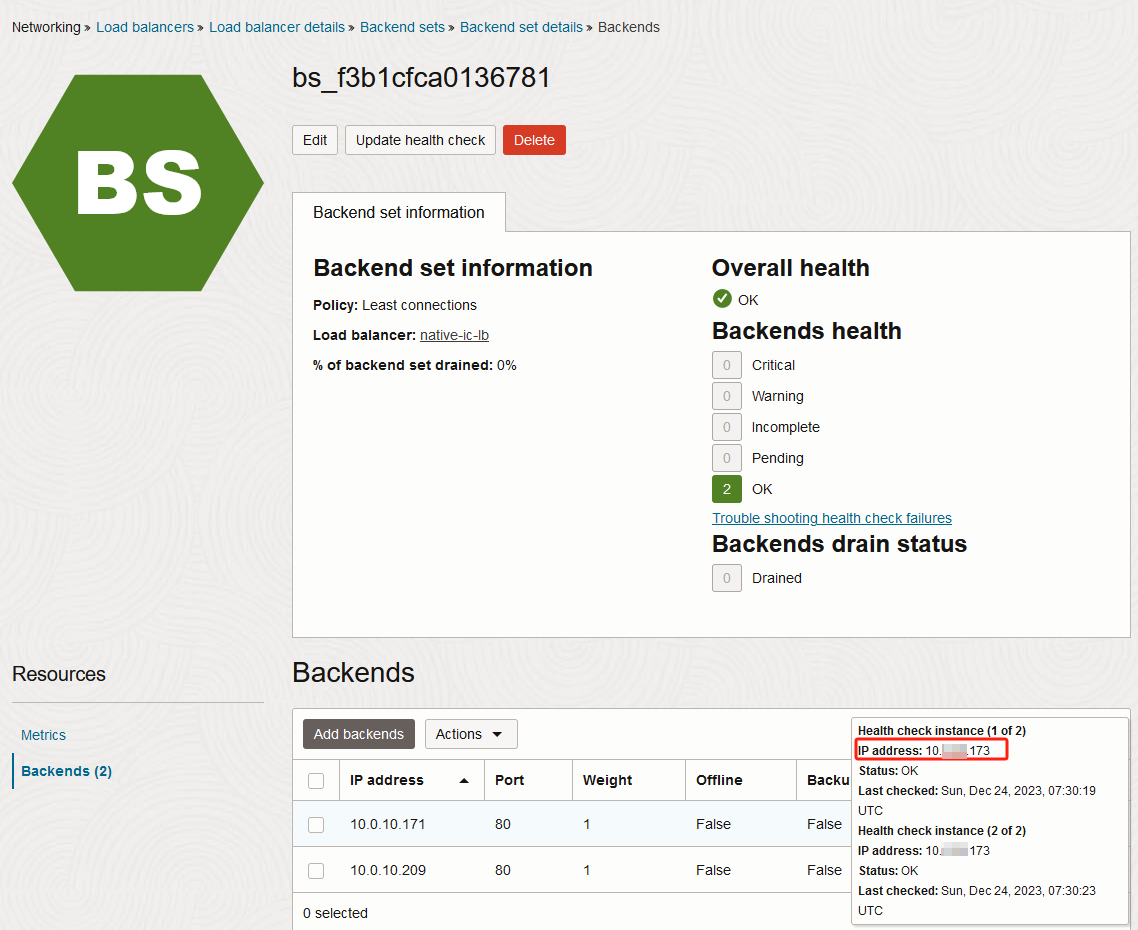 Networking » Load balancers » Load balancer details » Backend sets » Backend set details » Backends
BS
bs_f3b1cfca0136781
Edit
Update health check
Delete
Backend set information
Backend set information
Policy: Least connections
Load balancer: native-ic-lb
% of backend set drained: 0%
Overall health
OK
Backends health
0 Critical
0 Warning
0 Incomplete
0 Pending
2 OK
Trouble shooting health check failures
Backends drain status
0 Drained
Resources
Metrics
Backends (2)
Backends
Add backends
Actions
IP address Port Weight Offline Backu
10.0.10.171 80 1 False False
10.0.10.209 80 1 False False
0 selected
Health check instance (1 of 2)
IP address: 10. .173
Status: OK
Last checked: Sun, Dec 24, 2023, 07:30:19
UTC
Health check instance (2 of 2)
IP address: 10. 173
Status: OK
Last checked: Sun, Dec 24, 2023, 07:30:23
UTC